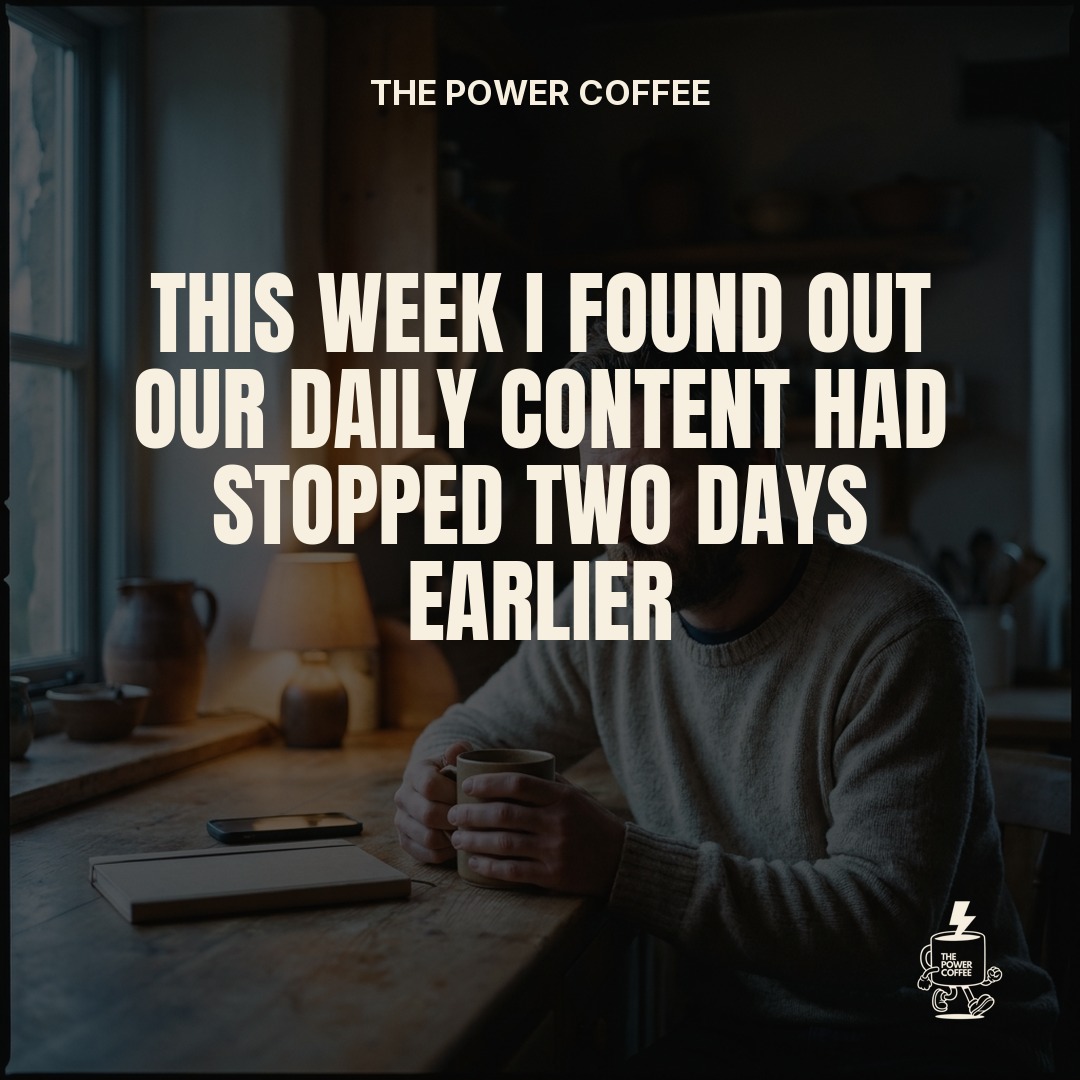 THE POWER COFFEE
THIS WEEK I FOUND OUT
OUR DAILY CONTENT HAD
STOPPED TWO DAYS
EARLIER
THE
POWER
COFFEE